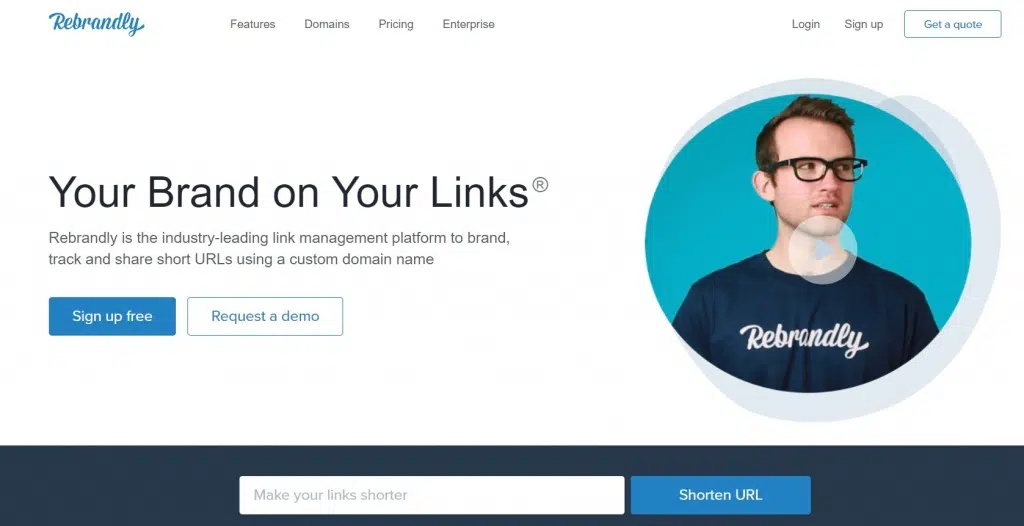 Rebrandly
Features
Domains
Pricing
Enterprise
Login
Sign up
Get a quote
Your Brand on Your Links®
Rebrandly is the industry-leading link management platform to brand,
track and share short URLs using a custom domain name
Sign up free
Request a demo
Rebrandly
Make your links shorter
Shorten URL